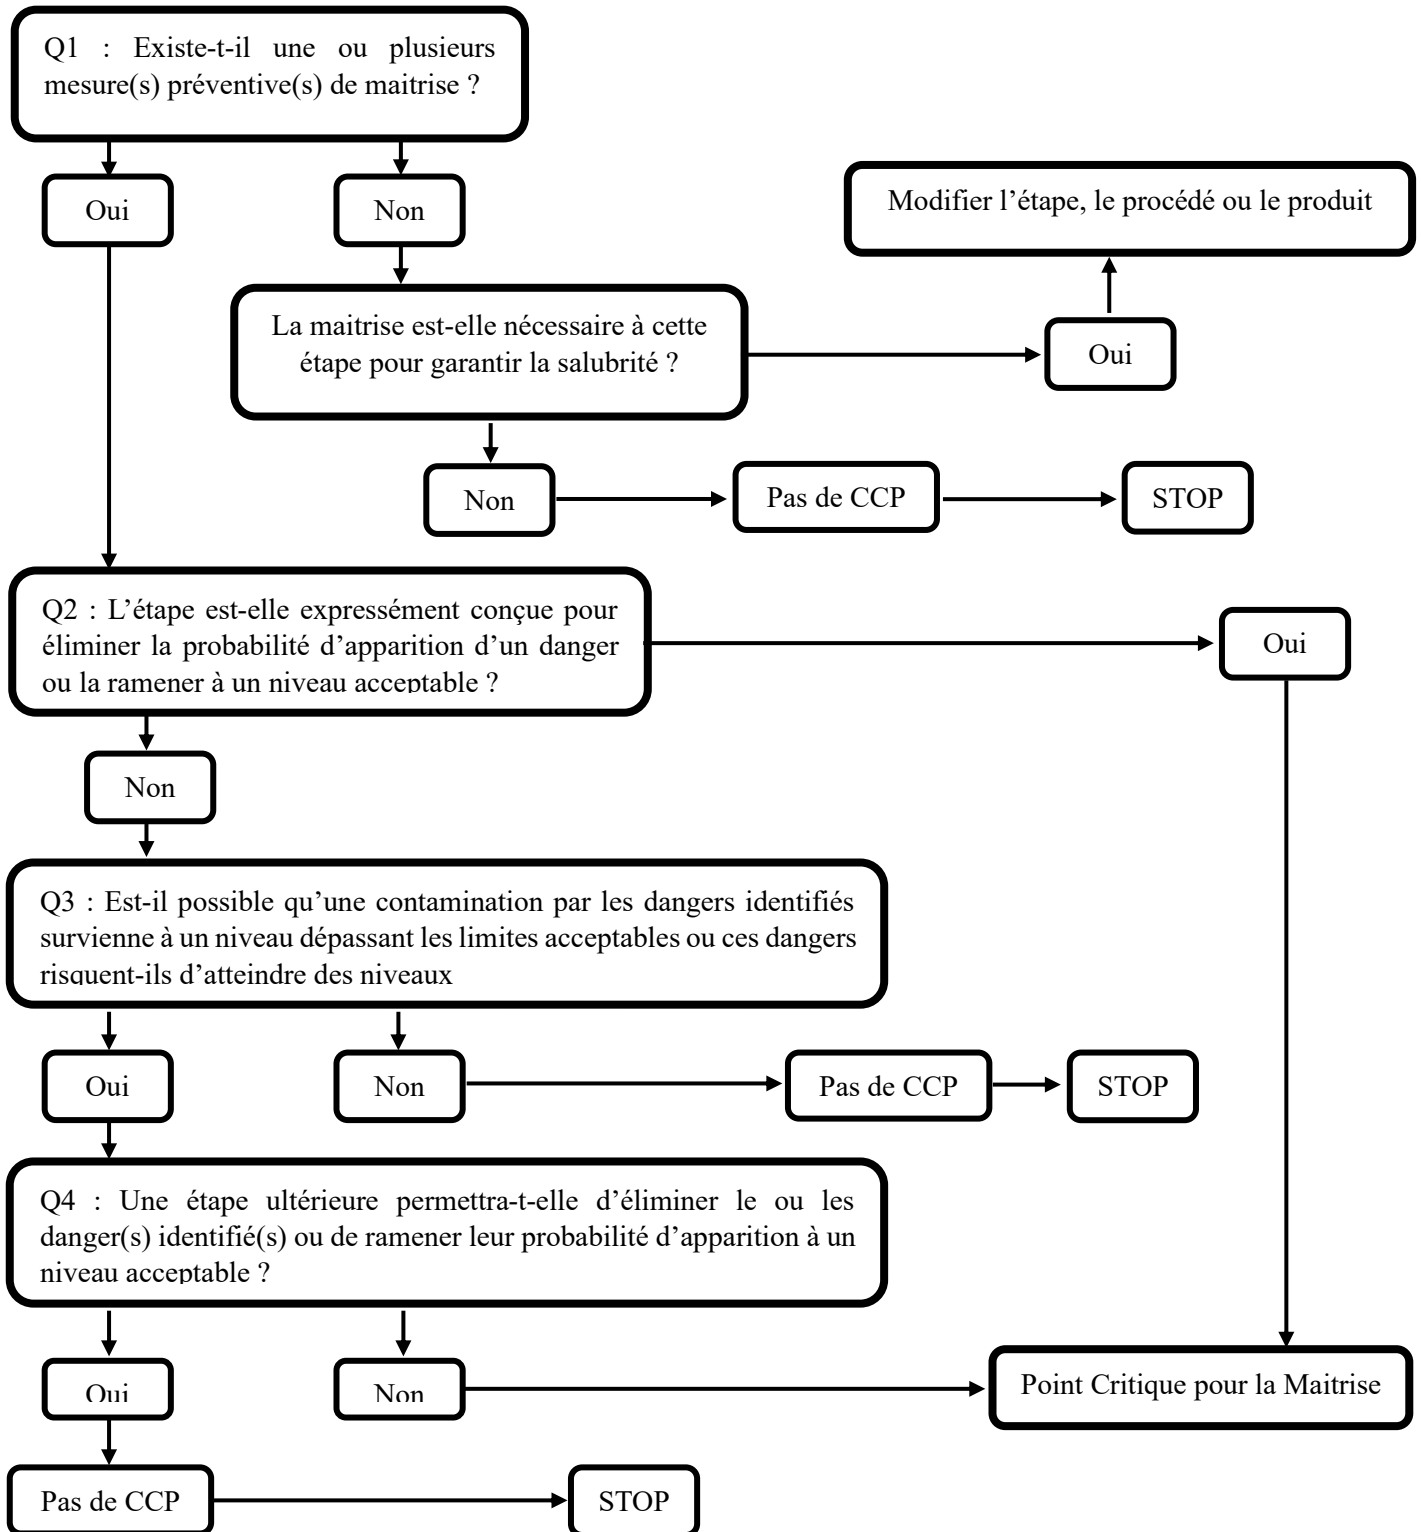 Q1 : Existe-t-il une ou plusieurs
mesure(s) préventive(s) de maitrise ?
Oui
Non
Modifier l’étape, le procédé ou le produit
La maitrise est-elle nécessaire à cette
étape pour garantir la salubrité ?
Oui
Non
Pas de CCP
STOP
Q2 : L’étape est-elle expressément conçue pour
éliminer la probabilité d’apparition d’un danger
ou la ramener à un niveau acceptable ?
Oui
Non
Q3 : Est-il possible qu’une contamination par les dangers identifiés
survienne à un niveau dépassant les limites acceptables ou ces dangers
risquent-ils d’atteindre des niveaux
Oui
Non
Pas de CCP
STOP
Q4 : Une étape ultérieure permettra-t-elle d’éliminer le ou les
danger(s) identifié(s) ou de ramener leur probabilité d’apparition à un
niveau acceptable ?
Oui
Non
Point Critique pour la Maitrise
Pas de CCP
STOP